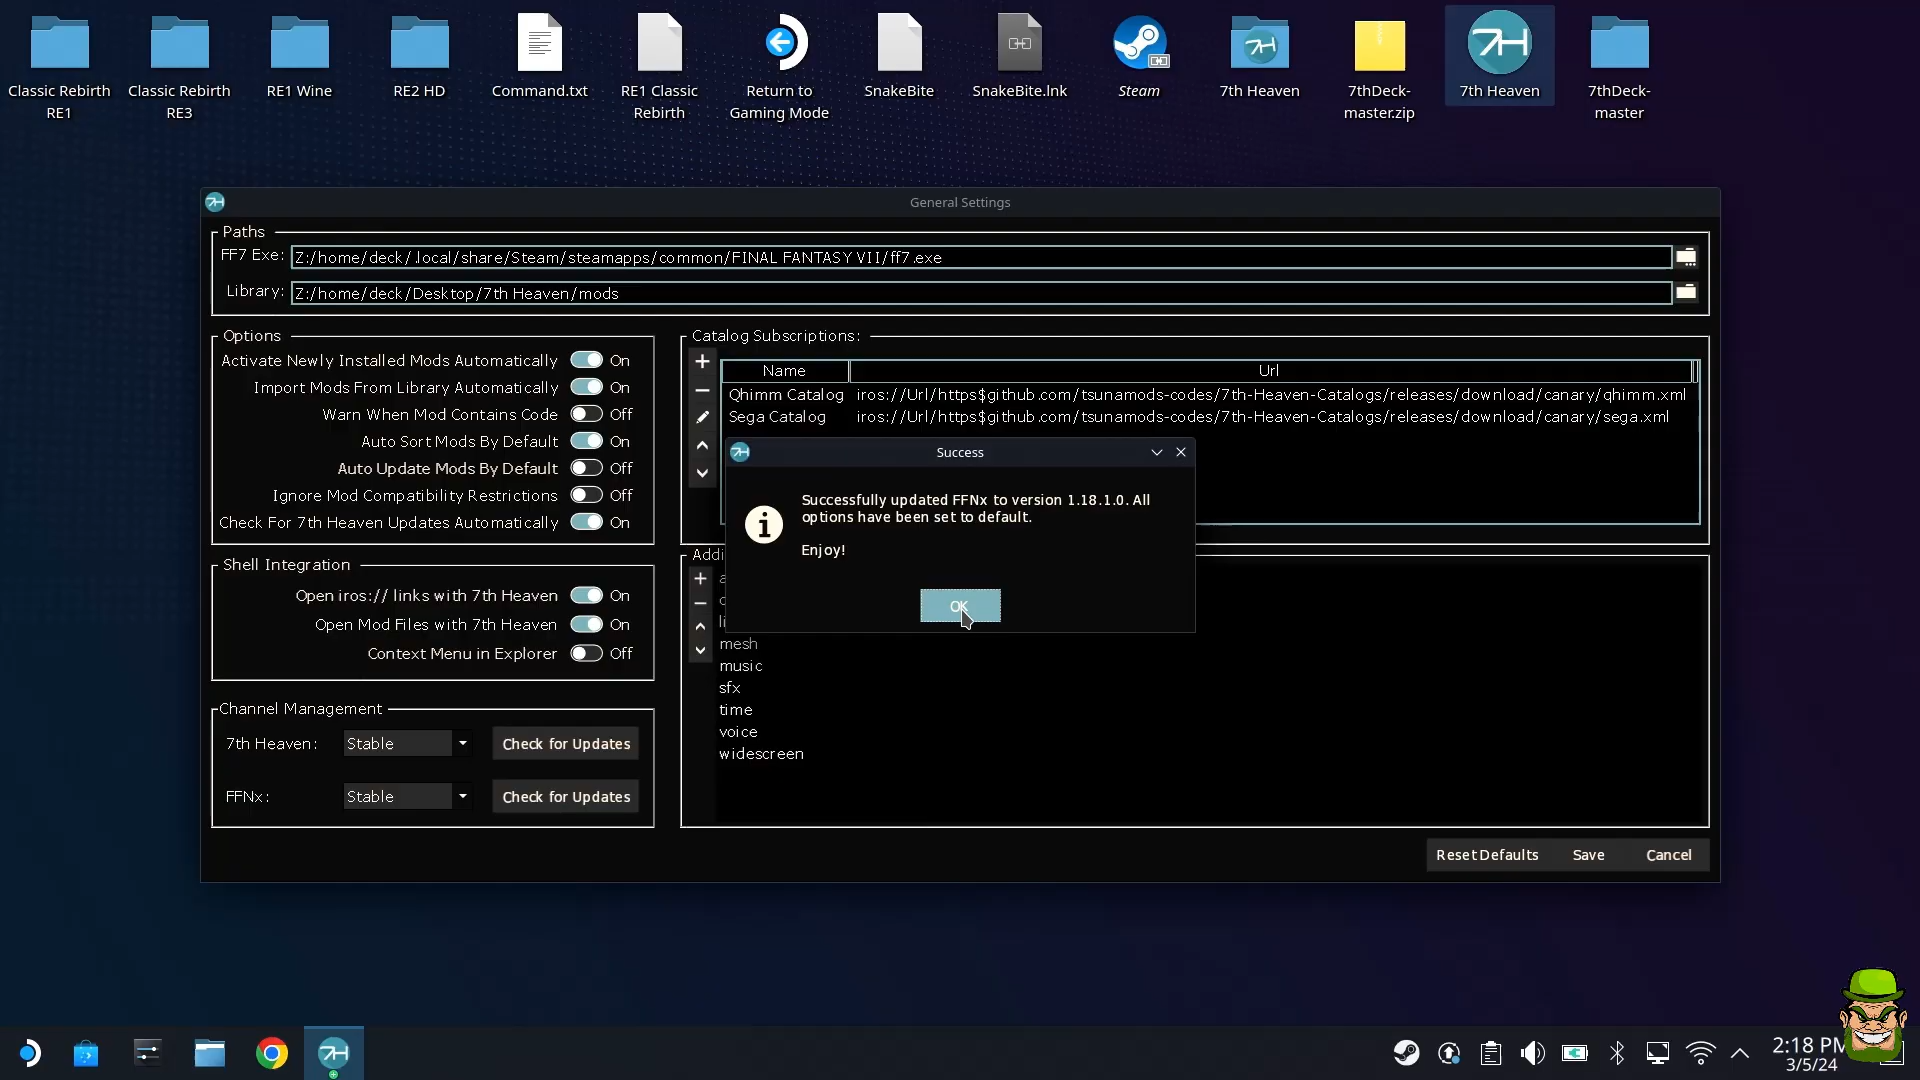 Classic Rebirth
RE1
Classic Rebirth
RE3
RE1 Wine
RE2 HD
Command.txt
RE1 Classic
Rebirth
Return to
Gaming Mode
SnakeBite
SnakeBite.lnk
Steam
7th Heaven
7thDeck-
master.zip
7th Heaven
7thDeck-
master
General Settings
Paths
FF7 Exe: Z:/home/deck/.local/share/Steam/steamapps/common/FINAL FANTASY VII/ff7.exe
Library: Z:/home/deck/Desktop/7th Heaven/mods
Options
Activate Newly Installed Mods Automatically On
Import Mods From Library Automatically On
Warn When Mod Contains Code Off
Auto Sort Mods By Default On
Auto Update Mods By Default Off
Ignore Mod Compatibility Restrictions Off
Check For 7th Heaven Updates Automatically On
Shell Integration
Open iros:// links with 7th Heaven On
Open Mod Files with 7th Heaven On
Context Menu in Explorer Off
Channel Management
7th Heaven: Stable Check for Updates
FFNx: Stable Check for Updates
Catalog Subscriptions:
Name Url
Qhimm Catalog iros://Url/https$github.com/tsunamods-codes/7th-Heaven-Catalogs/releases/download/canary/qhimm.xml
Sega Catalog iros://Url/https$github.com/tsunamods-codes/7th-Heaven-Catalogs/releases/download/canary/sega.xml
Success
Successfully updated FFNx to version 1.18.1.0. All
options have been set to default.
Enjoy!
OK
Addi
mesh
music
sfx
time
voice
widescreen
Reset Defaults Save Cancel
2:18 PM
3/5/24